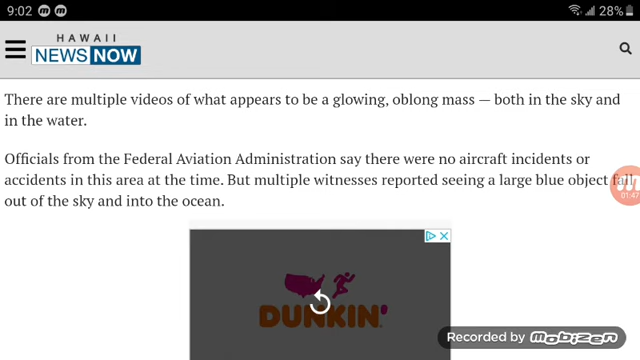 9:02
28%
HAWAII
NEWS NOW
There are multiple videos of what appears to be a glowing, oblong mass — both in the sky and
in the water.
Officials from the Federal Aviation Administration say there were no aircraft incidents or
accidents in this area at the time. But multiple witnesses reported seeing a large blue object fall
out of the sky and into the ocean.
01:47
DUNKIN'
Recorded by Mobizen